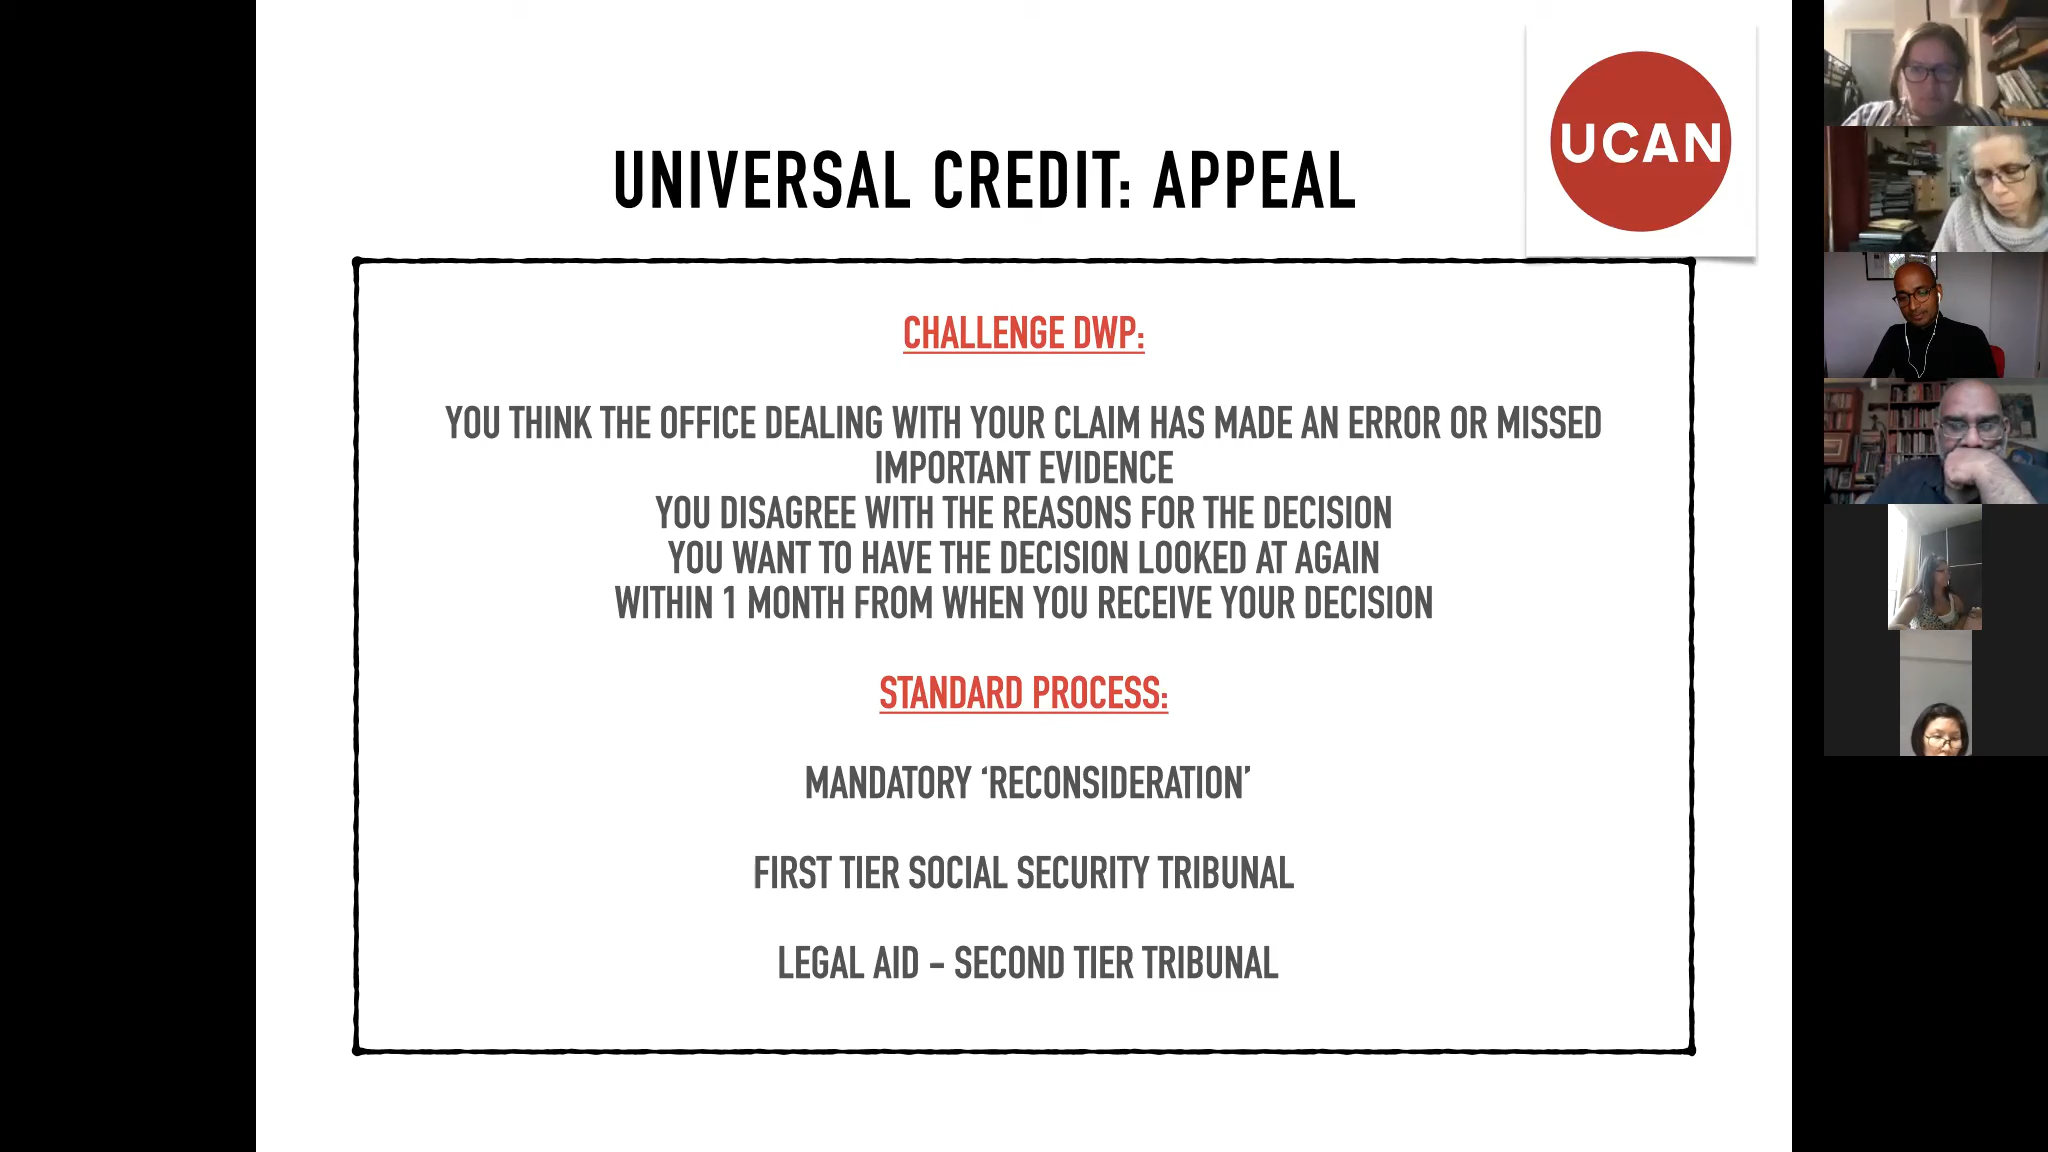 UCAN
UNIVERSAL CREDIT: APPEAL
CHALLENGE DWP:
YOU THINK THE OFFICE DEALING WITH YOUR CLAIM HAS MADE AN ERROR OR MISSED
IMPORTANT EVIDENCE
YOU DISAGREE WITH THE REASONS FOR THE DECISION
YOU WANT TO HAVE THE DECISION LOOKED AT AGAIN
WITHIN 1 MONTH FROM WHEN YOU RECEIVE YOUR DECISION
STANDARD PROCESS:
MANDATORY ‘RECONSIDERATION’
FIRST TIER SOCIAL SECURITY TRIBUNAL
LEGAL AID – SECOND TIER TRIBUNAL